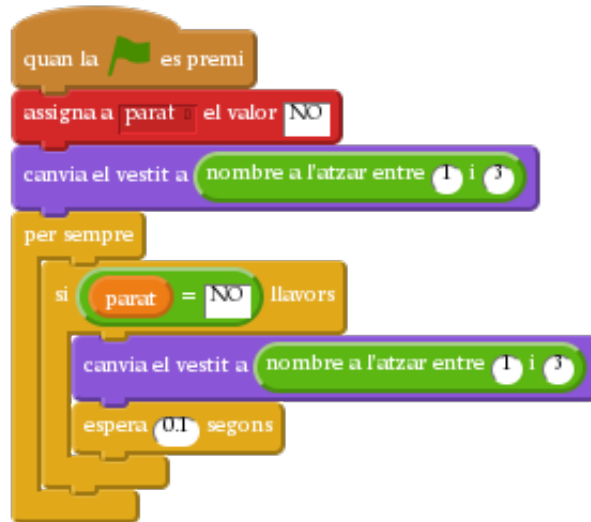 quan la es premi
assigna a parat el valor NO
canvia el vestit a nombre a l'atzar entre 1 i 3
per sempre
si parat = NO llavors
canvia el vestit a nombre a l'atzar entre 1 i 3
espera 0.1 segons